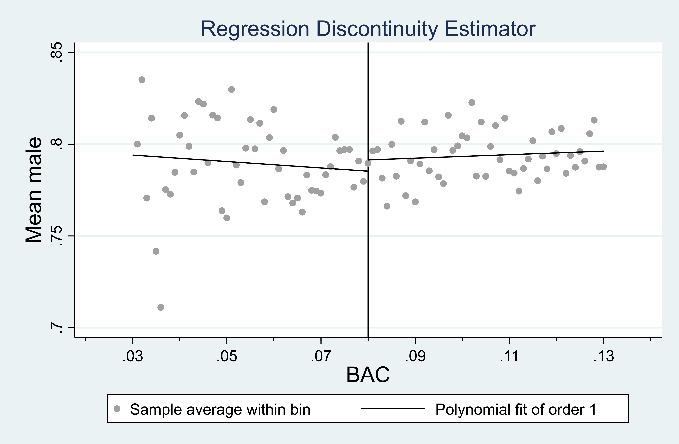 Regression Discontinuity Estimator
.85
.8
.75
.7
Mean male
.03 .05 .07 .09 .11 .13
BAC
Sample average within bin Polynomial fit of order 1